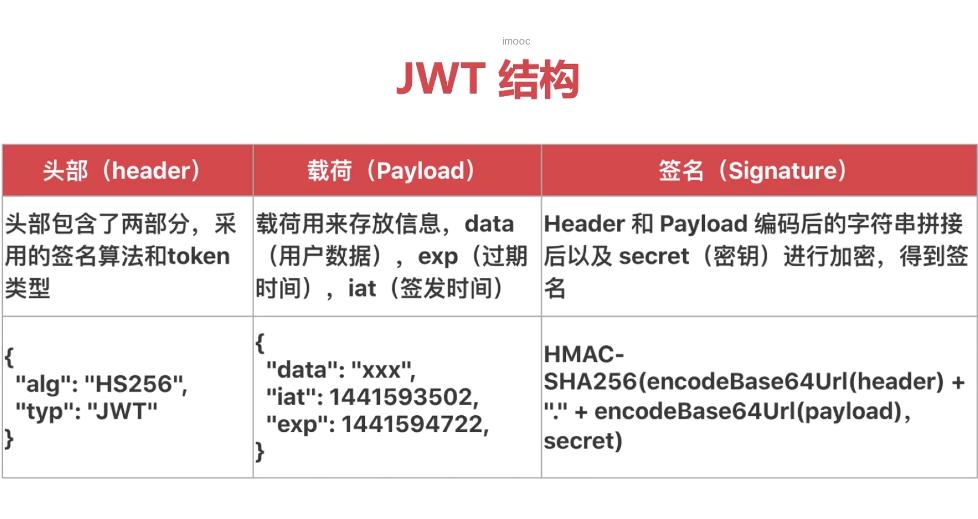 imooc
JWT 结构
头部（header）
载荷（Payload）
签名（Signature）
头部包含了两部分，采
用的签名算法和token
类型
载荷用来存放信息，data
（用户数据）, exp（过期
时间）, iat（签发时间）
Header 和 Payload 编码后的字符串拼接
后以及 secret（密钥）进行加密，得到签
名
{
"alg": "HS256",
"typ": "JWT"
}
{
"data": "xxx",
"iat": 1441593502,
"exp": 1441594722,
}
HMAC-
SHA256(encodeBase64Url(header) +
"." + encodeBase64Url(payload),
secret)